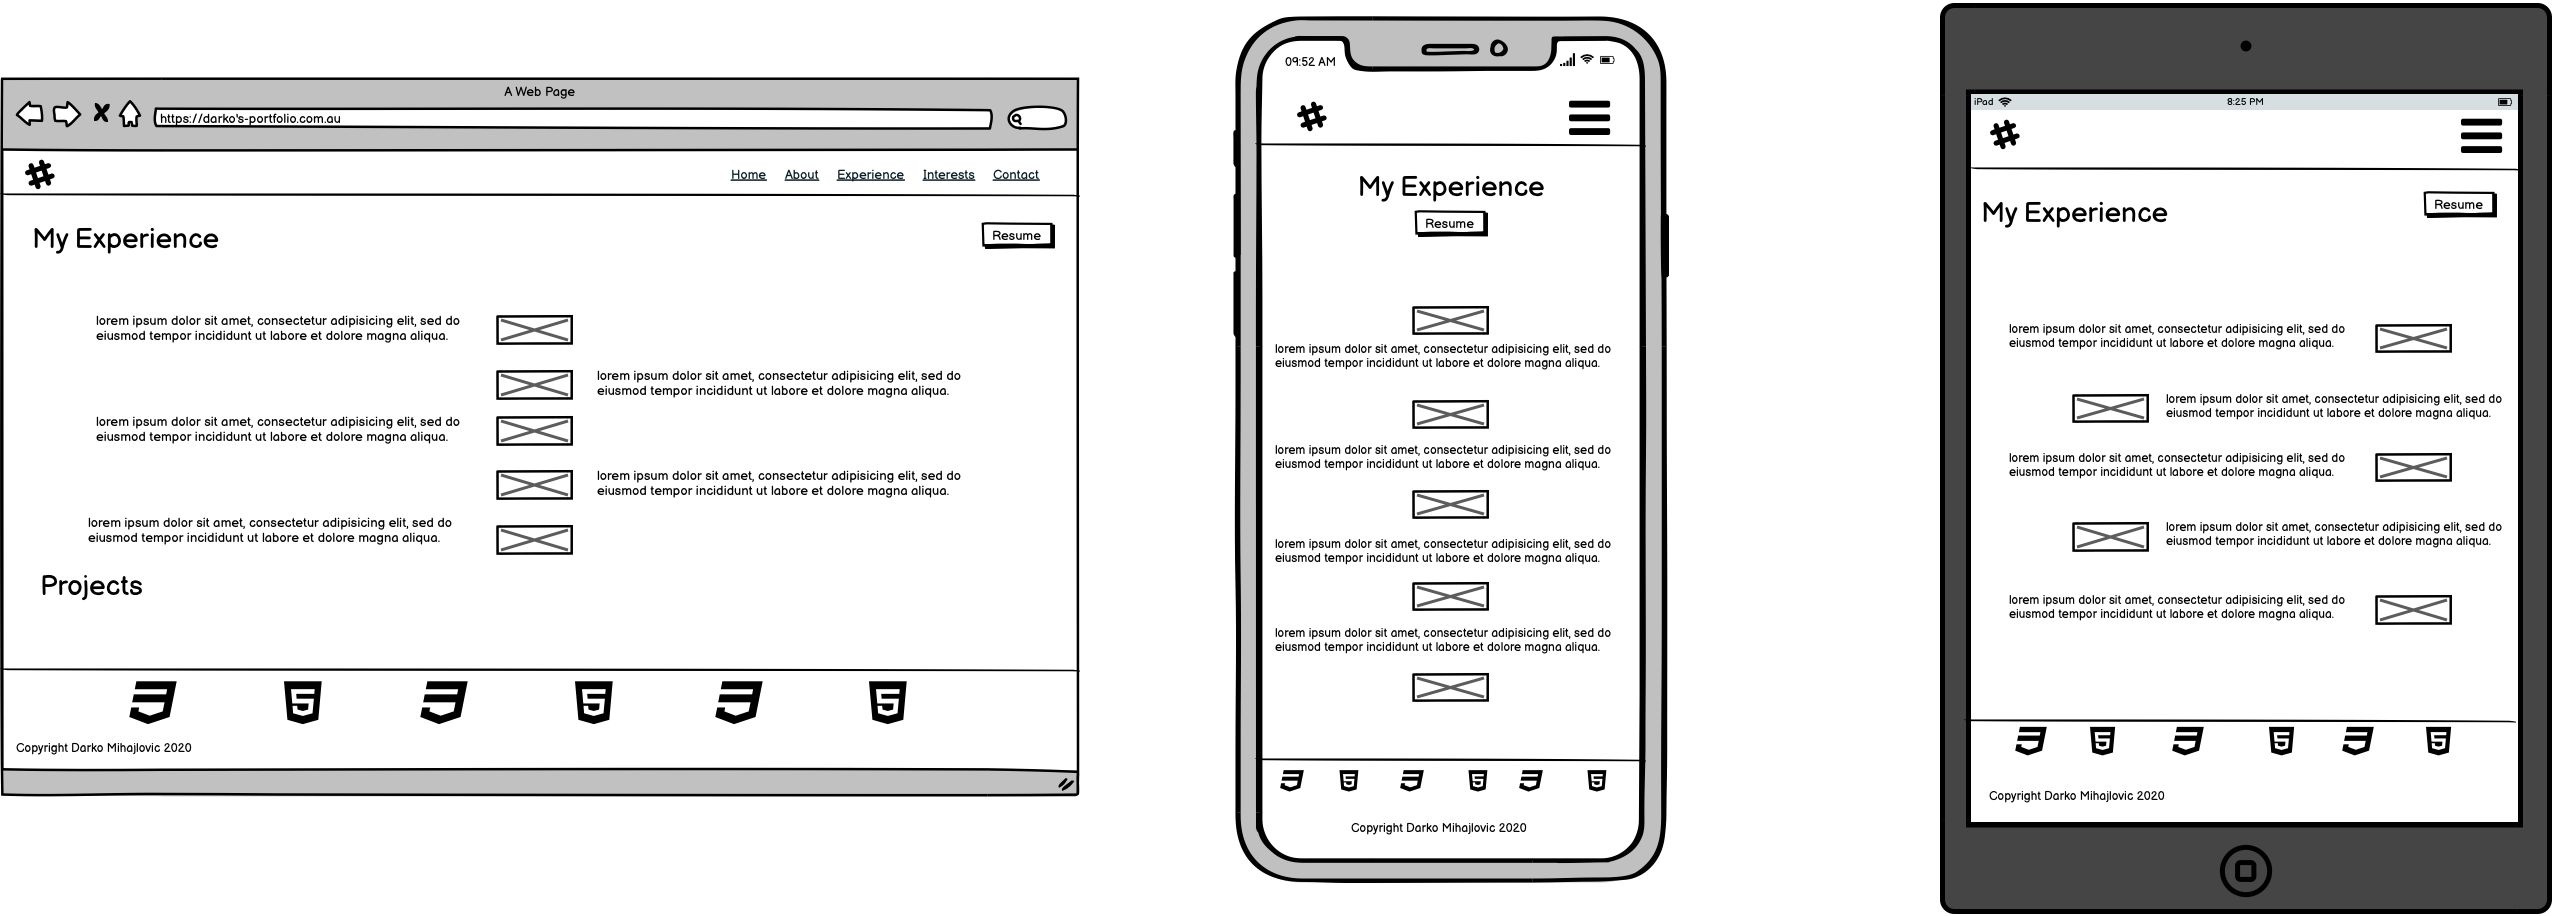 A Web Page
https://darko's-portfolio.com.au
Home About Experience Interests Contact
My Experience
Resume
lorem ipsum dolor sit amet, consectetur adipisicing elit, sed do
eiusmod tempor incididunt ut labore et dolore magna aliqua.
lorem ipsum dolor sit amet, consectetur adipisicing elit, sed do
eiusmod tempor incididunt ut labore et dolore magna aliqua.
lorem ipsum dolor sit amet, consectetur adipisicing elit, sed do
eiusmod tempor incididunt ut labore et dolore magna aliqua.
lorem ipsum dolor sit amet, consectetur adipisicing elit, sed do
eiusmod tempor incididunt ut labore et dolore magna aliqua.
lorem ipsum dolor sit amet, consectetur adipisicing elit, sed do
eiusmod tempor incididunt ut labore et dolore magna aliqua.
Projects
Copyright Darko Mihajlovic 2020
09:52 AM
My Experience
Resume
lorem ipsum dolor sit amet, consectetur adipisicing elit, sed do
eiusmod tempor incididunt ut labore et dolore magna aliqua.
lorem ipsum dolor sit amet, consectetur adipisicing elit, sed do
eiusmod tempor incididunt ut labore et dolore magna aliqua.
lorem ipsum dolor sit amet, consectetur adipisicing elit, sed do
eiusmod tempor incididunt ut labore et dolore magna aliqua.
lorem ipsum dolor sit amet, consectetur adipisicing elit, sed do
eiusmod tempor incididunt ut labore et dolore magna aliqua.
Copyright Darko Mihajlovic 2020
iPad 8:25 PM
My Experience
Resume
lorem ipsum dolor sit amet, consectetur adipisicing elit, sed do
eiusmod tempor incididunt ut labore et dolore magna aliqua.
lorem ipsum dolor sit amet, consectetur adipisicing elit, sed do
eiusmod tempor incididunt ut labore et dolore magna aliqua.
lorem ipsum dolor sit amet, consectetur adipisicing elit, sed do
eiusmod tempor incididunt ut labore et dolore magna aliqua.
lorem ipsum dolor sit amet, consectetur adipisicing elit, sed do
eiusmod tempor incididunt ut labore et dolore magna aliqua.
lorem ipsum dolor sit amet, consectetur adipisicing elit, sed do
eiusmod tempor incididunt ut labore et dolore magna aliqua.
Copyright Darko Mihajlovic 2020